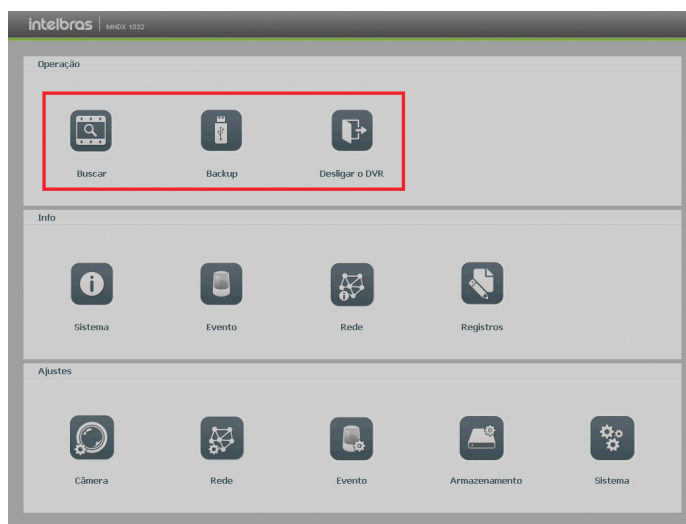 intelbras | MHDX 1032
Operação
Buscar Backup Desligar o DVR
Info
Sistema Evento Rede Registros
Ajustes
Câmera Rede Evento Armazenamento Sistema